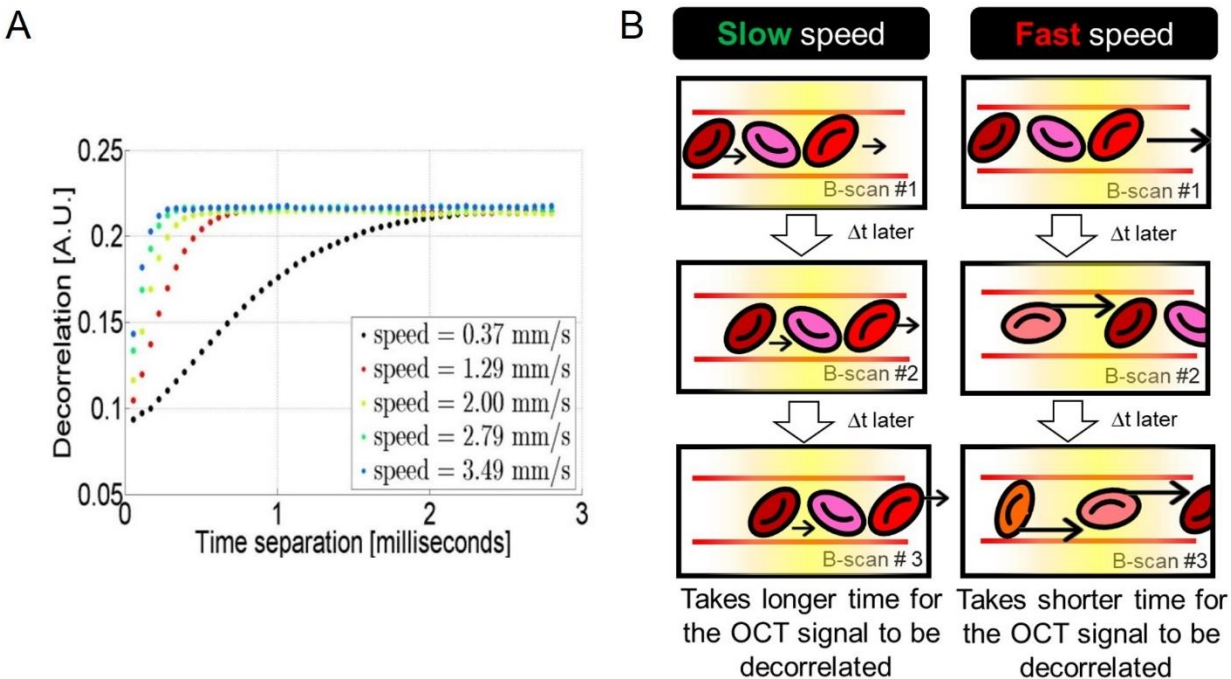 A
Decorrelation [A.U.]
0.25
0.2
0.15
0.1
0.05
0
1
2
3
Time separation [milliseconds]
speed = 0.37 mm/s
speed = 1.29 mm/s
speed = 2.00 mm/s
speed = 2.79 mm/s
speed = 3.49 mm/s
B
Slow speed
B-scan #1
Δt later
B-scan #2
Δt later
B-scan # 3
Takes longer time for
the OCT signal to be
decorrelated
Fast speed
B-scan #1
Δt later
B-scan #2
Δt later
B-scan #3
Takes shorter time for
the OCT signal to be
decorrelated